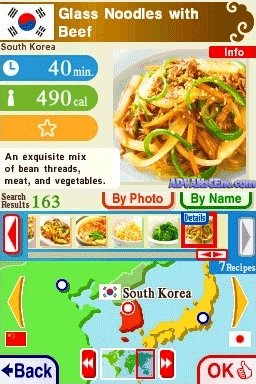 Glass Noodles with
Beef
South Korea
Info
40 min.
490 cal
An exquisite mix
of bean threads,
meat, and vegetables.
ADVANSCENE.com
Search
Results 163
By Photo
By Name
Details
7 Recipes
South Korea
Back
OK